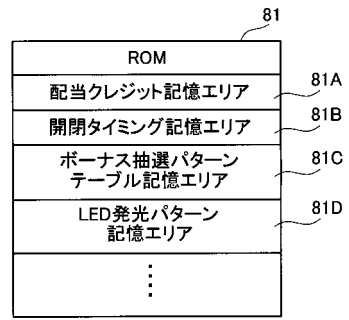 81
ROM
配当クレジット記憶エリア
81A
開閉タイミング記憶エリア
81B
ボーナス抽選パターン
テーブル記憶エリア
81C
LED発光パターン
記憶エリア
81D